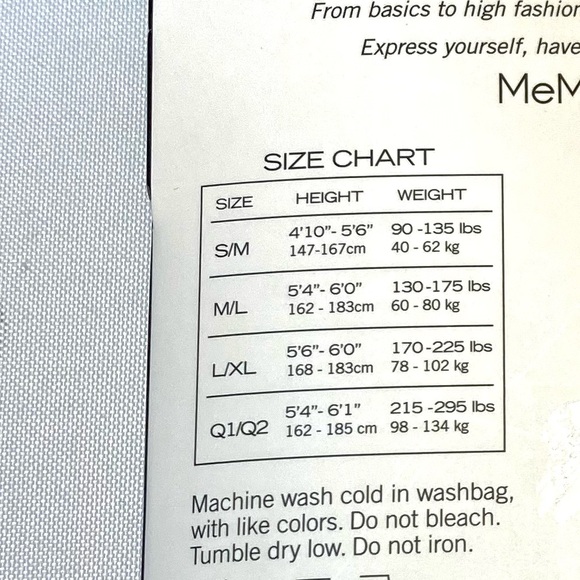 From basics to high fashion
Express yourself, have
MeM
SIZE CHART
SIZE HEIGHT WEIGHT
S/M 4'10"- 5'6" 90 -135 lbs
147-167cm 40 - 62 kg
M/L 5'4"- 6'0" 130-175 lbs
162 - 183cm 60 - 80 kg
L/XL 5'6"- 6'0" 170-225 lbs
168 - 183cm 78 - 102 kg
Q1/Q2 5'4"- 6'1" 215 -295 lbs
162 - 185 cm 98 - 134 kg
Machine wash cold in washbag,
with like colors. Do not bleach.
Tumble dry low. Do not iron.